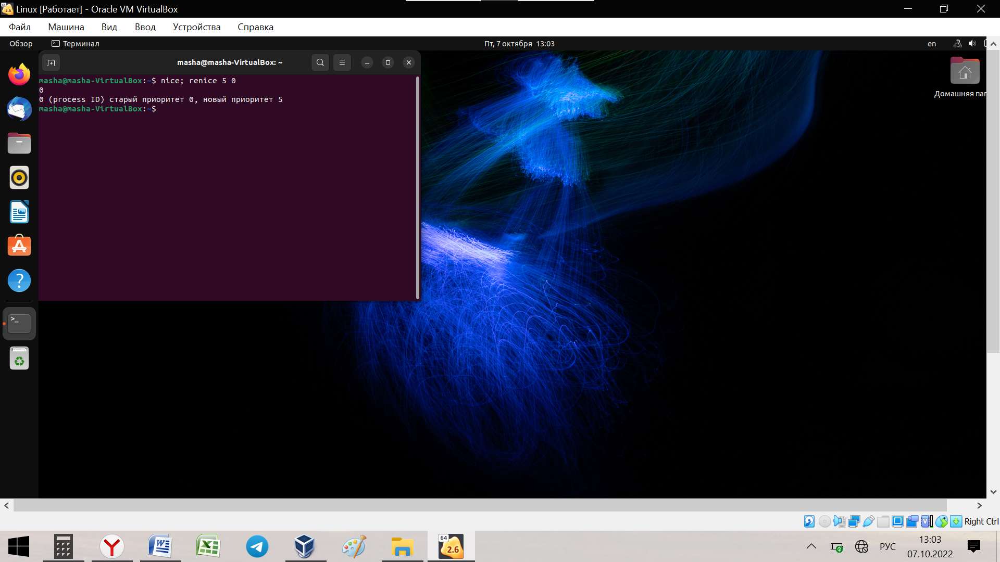 Linux [Работает] - Oracle VM VirtualBox
Файл Машина Вид Ввод Устройства Справка
Обзор Терминал Пт, 7 октября 13:03 en
masha@masha-VirtualBox: ~
masha@masha-VirtualBox:~$ nice; renice 5 0
0
0 (process ID) старый приоритет 0, новый приоритет 5
masha@masha-VirtualBox:~$
Домашняя пап
Right Ctrl
64
2.6
РУС
13:03
07.10.2022